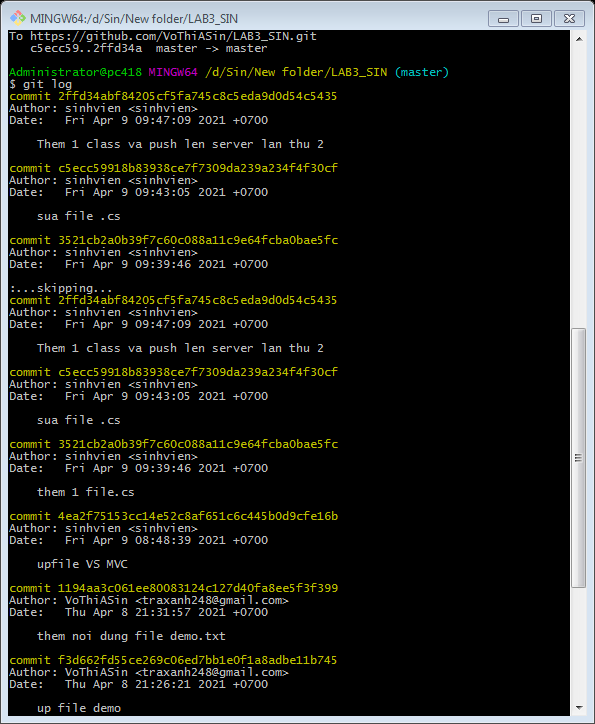 MINGW64:/d/Sin/New folder/LAB3_SIN
To https://github.com/VoThiASin/LAB3_SIN.git
   c5ecc59..2ffd34a  master -> master

Administrator@pc418 MINGW64 /d/Sin/New folder/LAB3_SIN (master)
$ git log
commit 2ffd34abf84205cf5fa745c8c5eda9d0d54c5435
Author: sinhvien <sinhvien>
Date:   Fri Apr 9 09:47:09 2021 +0700

    Them 1 class va push len server lan thu 2

commit c5ecc59918b83938ce7f7309da239a234f4f30cf
Author: sinhvien <sinhvien>
Date:   Fri Apr 9 09:43:05 2021 +0700

    sua file .cs

commit 3521cb2a0b39f7c60c088a11c9e64fcba0bae5fc
Author: sinhvien <sinhvien>
Date:   Fri Apr 9 09:39:46 2021 +0700

:...skipping...
commit 2ffd34abf84205cf5fa745c8c5eda9d0d54c5435
Author: sinhvien <sinhvien>
Date:   Fri Apr 9 09:47:09 2021 +0700

    Them 1 class va push len server lan thu 2

commit c5ecc59918b83938ce7f7309da239a234f4f30cf
Author: sinhvien <sinhvien>
Date:   Fri Apr 9 09:43:05 2021 +0700

    sua file .cs

commit 3521cb2a0b39f7c60c088a11c9e64fcba0bae5fc
Author: sinhvien <sinhvien>
Date:   Fri Apr 9 09:39:46 2021 +0700

    them 1 file.cs

commit 4ea2f75153cc14e52c8af651c6c445b0d9cfe16b
Author: sinhvien <sinhvien>
Date:   Fri Apr 9 08:48:39 2021 +0700

    upfile VS MVC

commit 1194aa3c061ee80083124c127d40fa8ee5f3f399
Author: VoThiASin <traxanh248@gmail.com>
Date:   Thu Apr 8 21:31:57 2021 +0700

    them noi dung file demo.txt

commit f3d662fd55ce269c06ed7bb1e0f1a8adbe11b745
Author: VoThiASin <traxanh248@gmail.com>
Date:   Thu Apr 8 21:26:21 2021 +0700

    up file demo